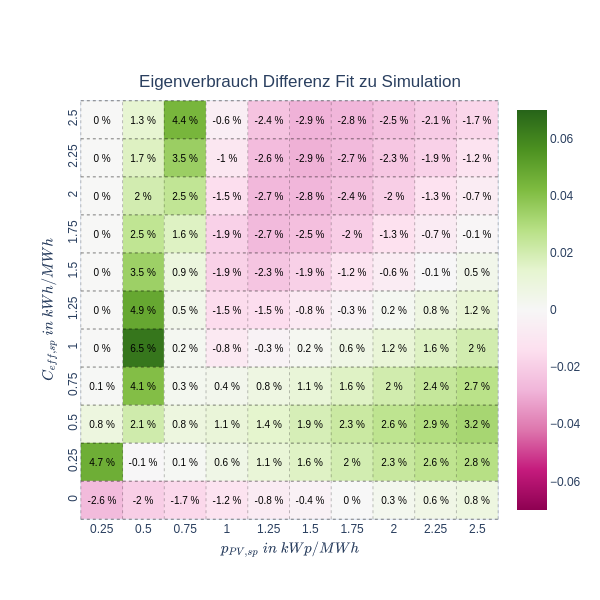 Eigenverbrauch Differenz Fit zu Simulation
2.5 0 % 1.3 % 4.4 % -0.6 % -2.4 % -2.9 % -2.8 % -2.5 % -2.1 % -1.7 %
2.25 0 % 1.7 % 3.5 % -1 % -2.6 % -2.9 % -2.7 % -2.3 % -1.9 % -1.2 %
2 0 % 2 % 2.5 % -1.5 % -2.7 % -2.8 % -2.4 % -2 % -1.3 % -0.7 %
1.75 0 % 2.5 % 1.6 % -1.9 % -2.7 % -2.5 % -2 % -1.3 % -0.7 % -0.1 %
1.5 0 % 3.5 % 0.9 % -1.9 % -2.3 % -1.9 % -1.2 % -0.6 % -0.1 % 0.5 %
1.25 0 % 4.9 % 0.5 % -1.5 % -1.5 % -0.8 % -0.3 % 0.2 % 0.8 % 1.2 %
1 0 % 6.5 % 0.2 % -0.8 % -0.3 % 0.2 % 0.6 % 1.2 % 1.6 % 2 %
0.75 0.1 % 4.1 % 0.3 % 0.4 % 0.8 % 1.1 % 1.6 % 2 % 2.4 % 2.7 %
0.5 0.8 % 2.1 % 0.8 % 1.1 % 1.4 % 1.9 % 2.3 % 2.6 % 2.9 % 3.2 %
0.25 4.7 % -0.1 % 0.1 % 0.6 % 1.1 % 1.6 % 2 % 2.3 % 2.6 % 2.8 %
0 -2.6 % -2 % -1.7 % -1.2 % -0.8 % -0.4 % 0 % 0.3 % 0.6 % 0.8 %
0.25 0.5 0.75 1 1.25 1.5 1.75 2 2.25 2.5
p_{PV,sp} in kWp/MWh
C_{eff,sp} in kWh/MWh
0.06
0.04
0.02
0
−0.02
−0.04
−0.06